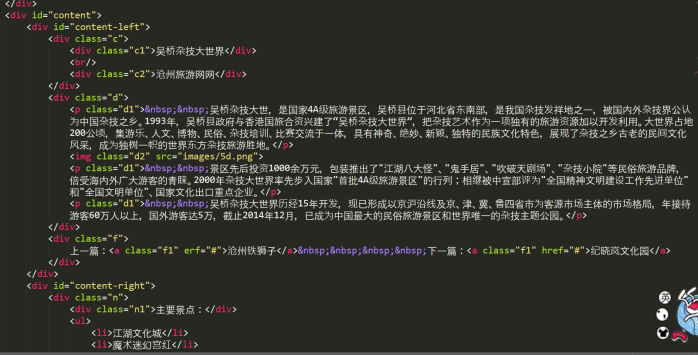 </div>
<div id="content">
<div id="content-left">
<div class="c">
<div class="c1">吴桥杂技大世界</div>
<br/>
<div class="c2">沧州旅游网网</div>
</div>
<div class="d">
<p class="d1">&nbsp;&nbsp;吴桥杂技大世，是国家4A级旅游景区，吴桥县位于河北省东南部，是我国杂技发祥地之一，被国内外杂技界公认
为中国杂技之乡。1993年，吴桥县政府与香港国旅合资兴建了“吴桥杂技大世界”，把杂技艺术作为一项独有的旅游资源加以开发利用。大世界占地
200公顷，集游乐、人文、博物、民俗、杂技培训、比赛交流于一体，具有神奇、绝妙、新颖、独特的民族文化特色，展现了杂技之乡古老的民间文化
风采，成为独树一帜的世界东方杂技旅游胜地。</p>
<img class="d2" src="images/5d.png">
<p class="d1">&nbsp;&nbsp;景区先后投资1000余万元，包装推出了"江湖八大怪"、"鬼手居"、"吹破天剧场"、"杂技小院"等民俗旅游品牌，
倍受海内外广大游客的青睐。2000年杂技大世界率先步入国家"首批4A级旅游景区"的行列；相继被中宣部评为"全国精神文明建设工作先进单位"
和"全国文明单位"、国家文化出口重点企业。</p>
<p class="d1">&nbsp;&nbsp;吴桥杂技大世界历经15年开发，现已形成以京沪沿线及京、津、冀、鲁四省市为客源市场主体的市场格局，年接待
游客60万人以上，国外游客达5万，截止2014年12月，已成为中国最大的民俗旅游景区和世界唯一的杂技主题公园。</p>
</div>
<div class="f">
上一篇：<a class="f1" erf="#">沧州铁狮子</a>&nbsp;&nbsp;&nbsp;&nbsp;下一篇：<a class="f1" href="#">纪晓岚文化园</a>
</div>
</div>
<div id="content-right">
<div class="n">
<div class="n1">主要景点：</div>
<ul>
<li>江湖文化城</li>
<li>魔术迷幻宫红</li>
英